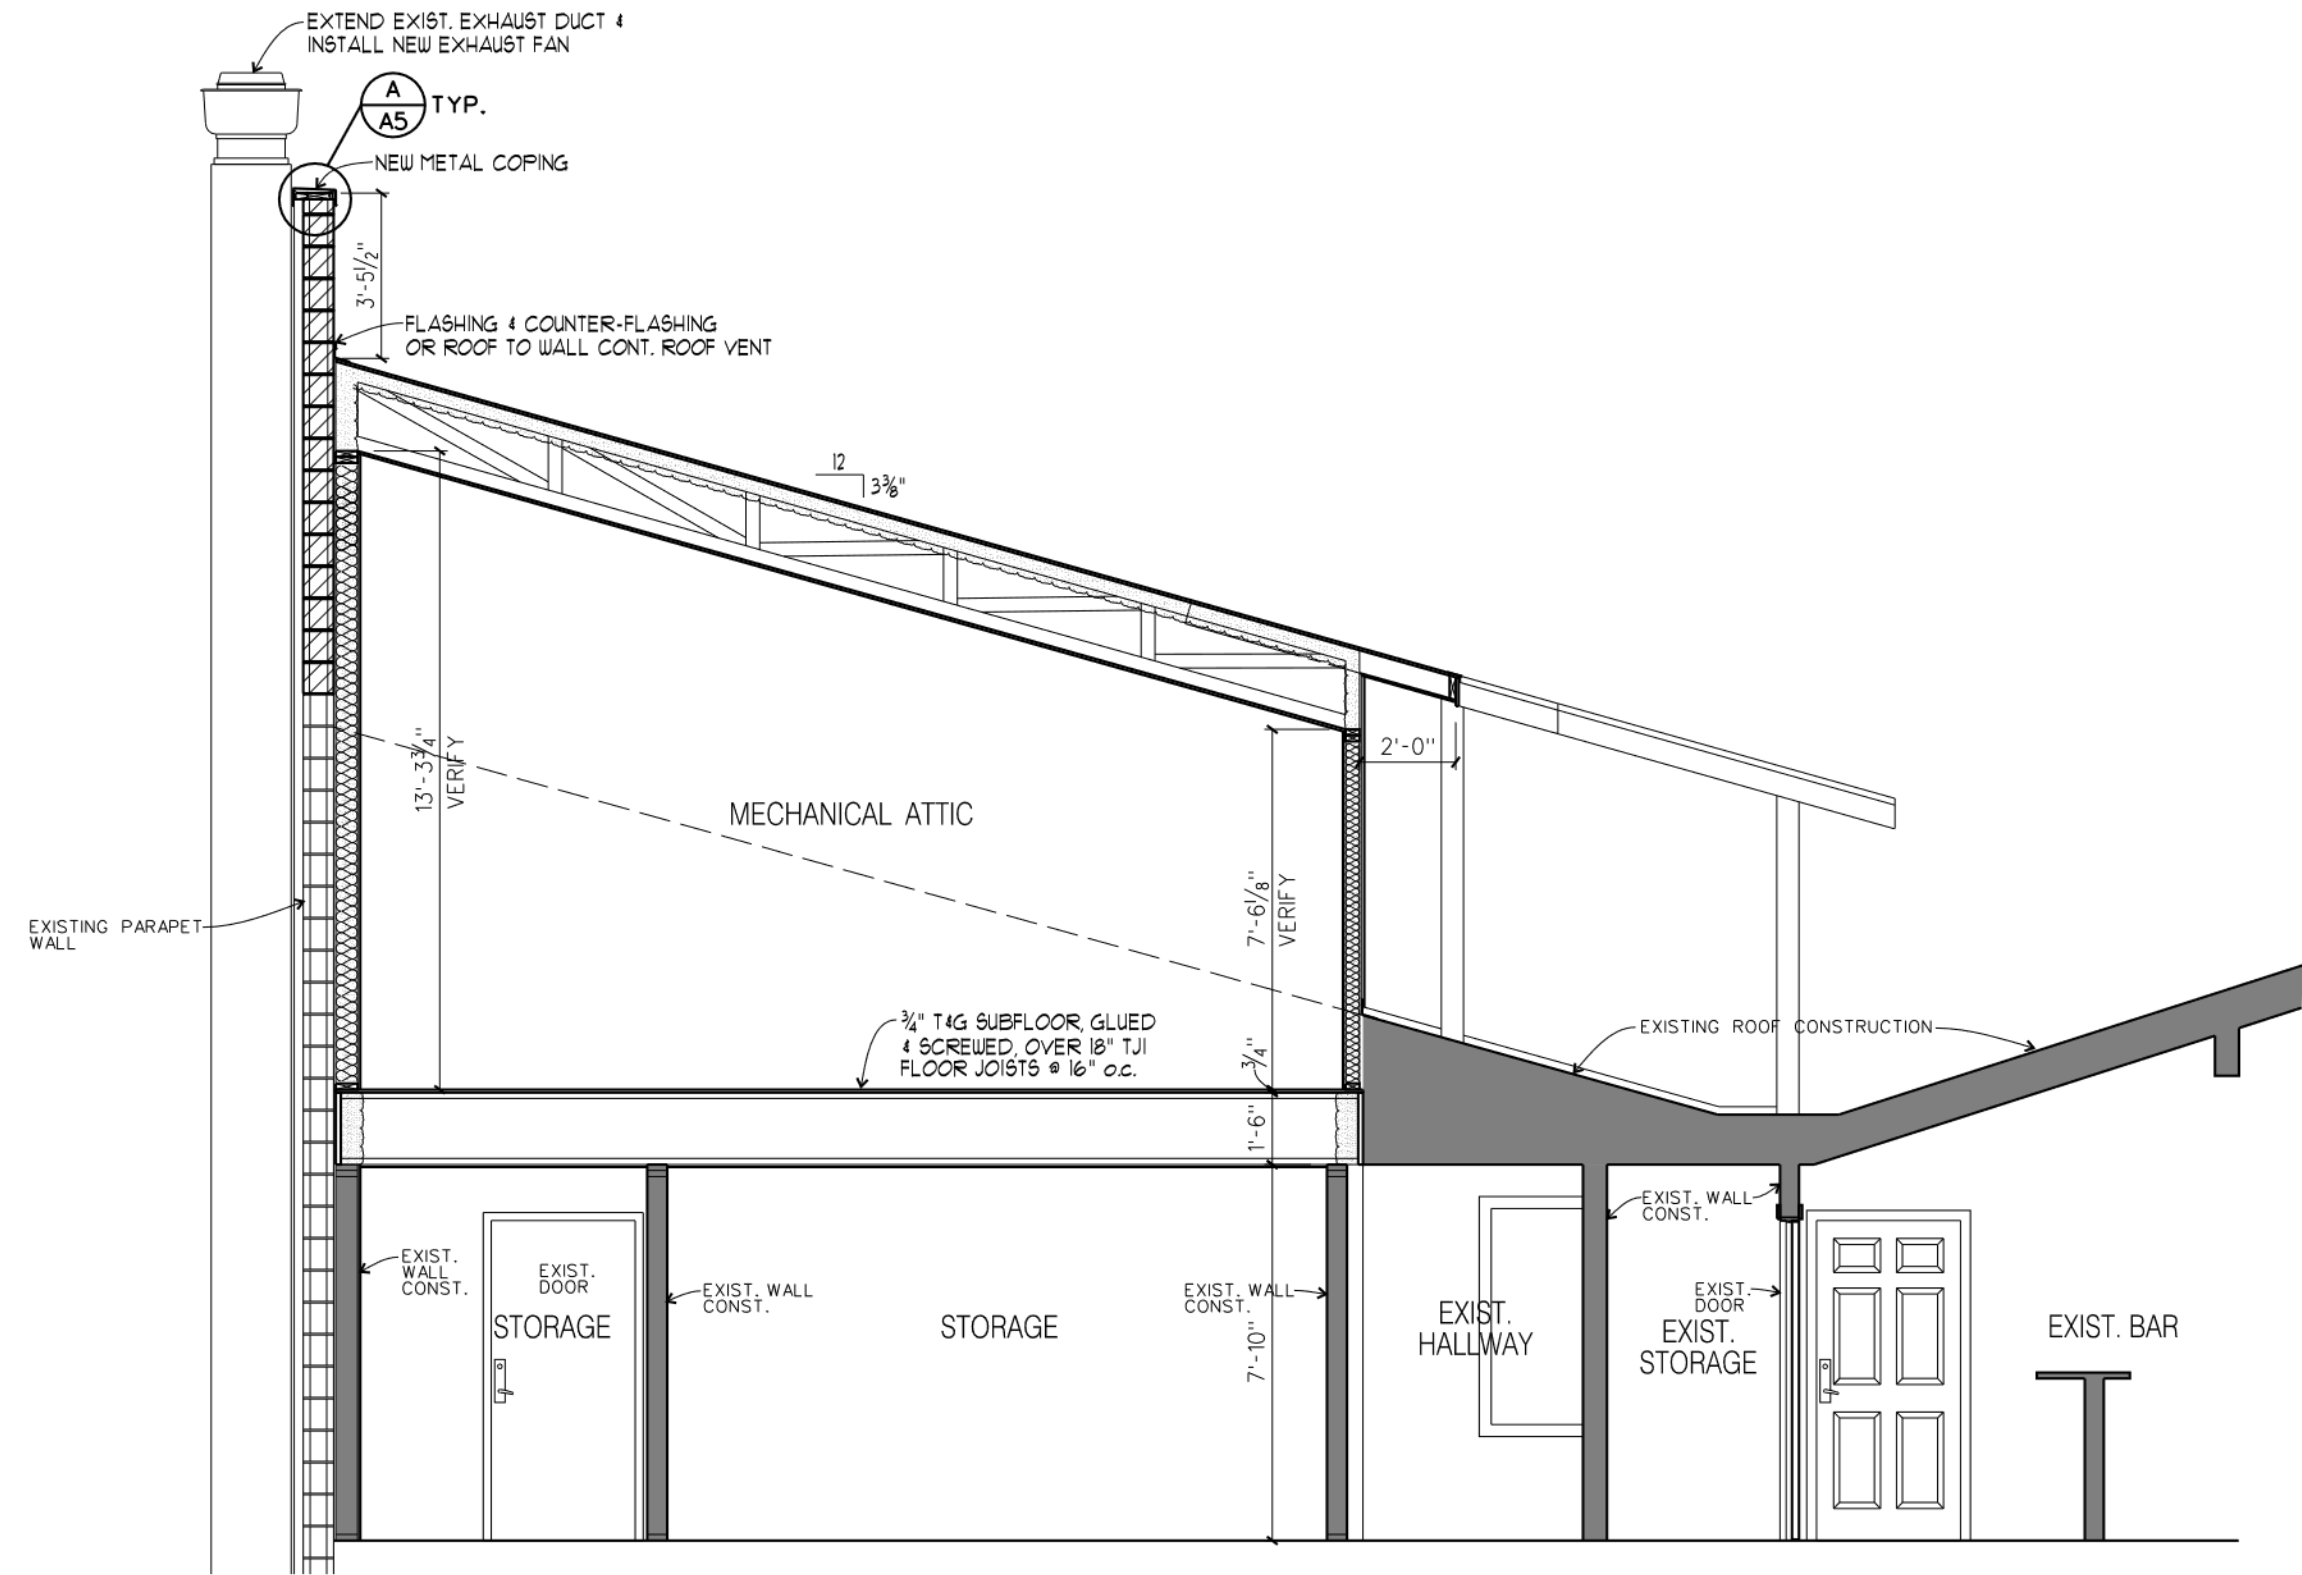 EXTEND EXIST. EXHAUST DUCT &
INSTALL NEW EXHAUST FAN
A
A5
TYP.
NEW METAL COPING
3'-5½"
FLASHING & COUNTER-FLASHING
OR ROOF TO WALL CONT. ROOF VENT
12
3⅜"
13'-3¾"
VERIFY
2'-0"
MECHANICAL ATTIC
7'-6⅛"
VERIFY
EXISTING PARAPET
WALL
¾" T&G SUBFLOOR, GLUED
& SCREWED, OVER 18" TJI
FLOOR JOISTS @ 16" O.C.
¾"
EXISTING ROOF CONSTRUCTION
1'-6"
EXIST. WALL
CONST.
EXIST.
WALL
CONST.
EXIST.
DOOR
STORAGE
EXIST. WALL
CONST.
STORAGE
EXIST. WALL
CONST.
7'-10"
EXIST.
HALLWAY
EXIST.
DOOR
EXIST.
STORAGE
EXIST. BAR